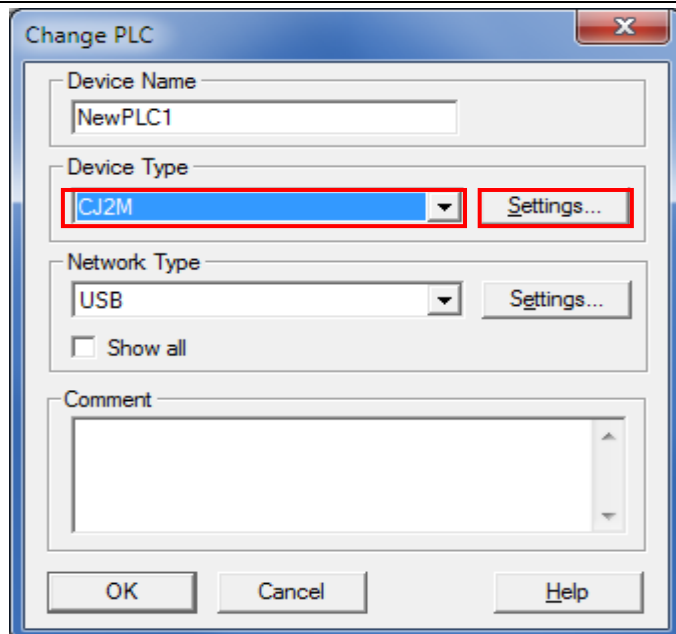 Change PLC
Device Name
NewPLC1
Device Type
CJ2M
Settings...
Network Type
USB
Settings...
Show all
Comment
OK
Cancel
Help